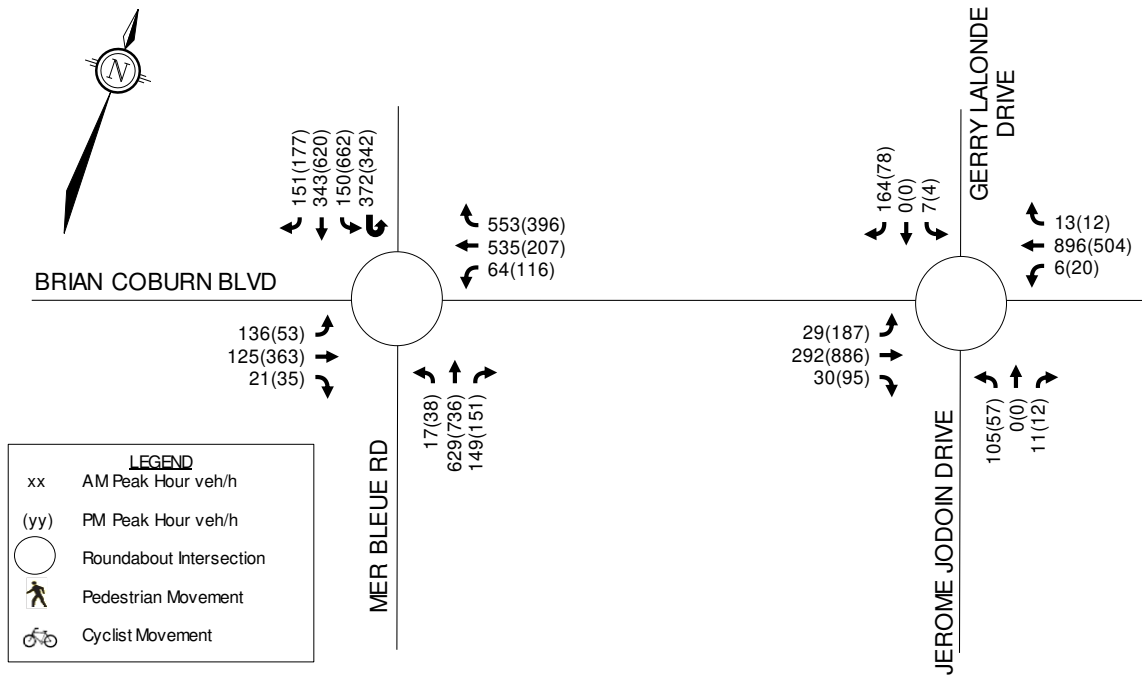 N
151(177)
343(620)
150(662)
372(342)
553(396)
535(207)
64(116)
BRIAN COBURN BLVD
136(53)
125(363)
21(35)
17(38)
629(736)
149(151)
MER BLEUE RD
GERRY LALONDE
DRIVE
164(78)
0(0)
7(4)
13(12)
896(504)
6(20)
29(187)
292(886)
30(95)
105(57)
0(0)
11(12)
JEROME JODOIN DRIVE
LEGEND
xx AM Peak Hour veh/h
(yy) PM Peak Hour veh/h
Roundabout Intersection
Pedestrian Movement
Cyclist Movement